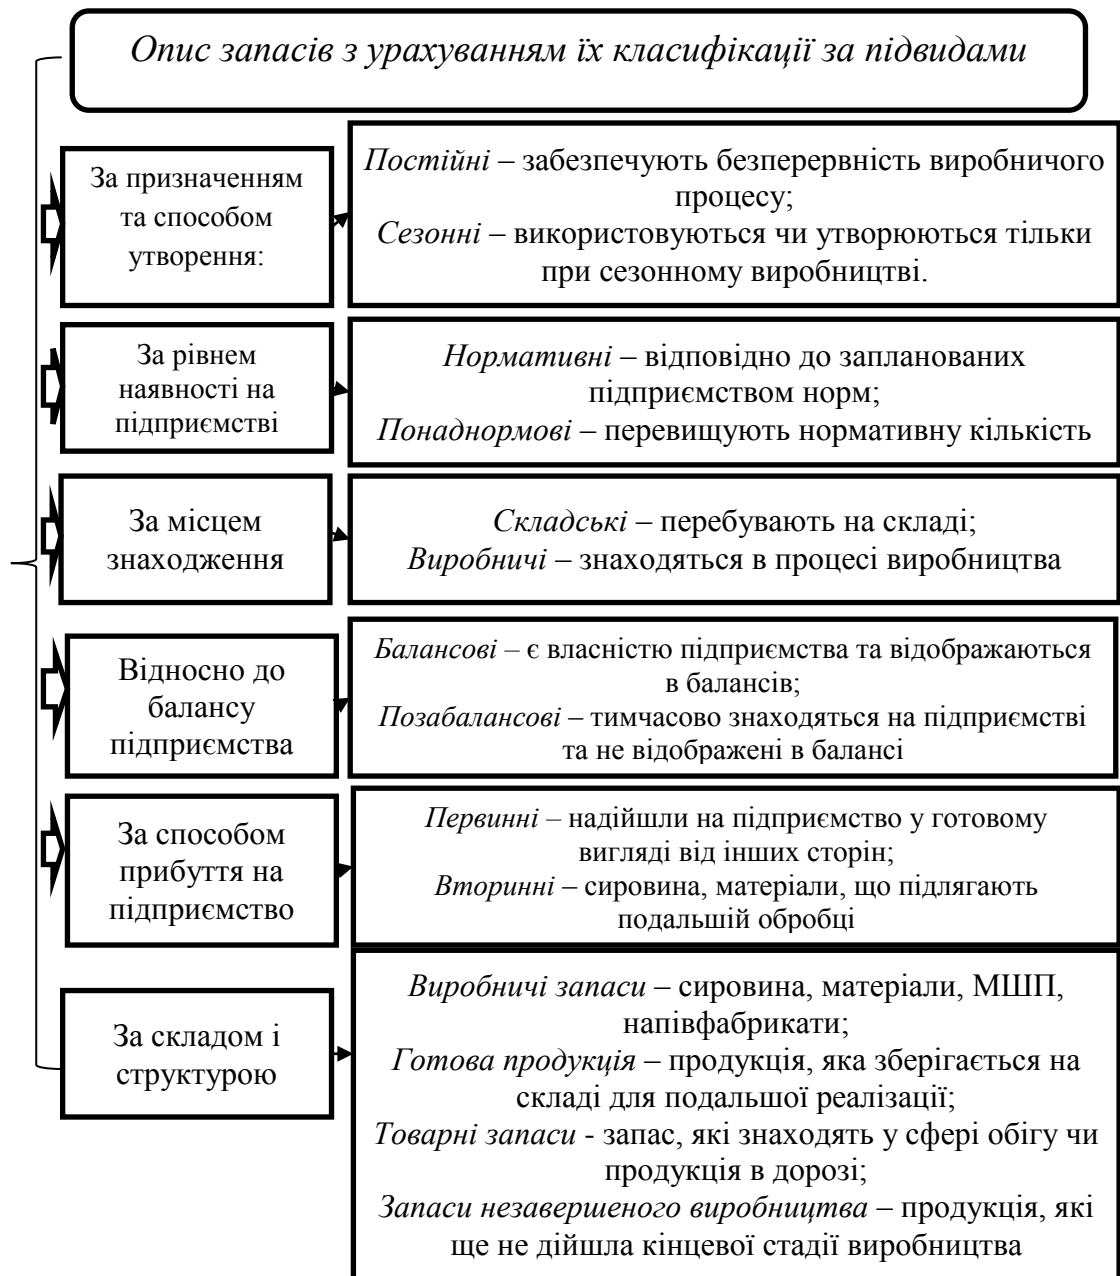 Опис запасів з урахуванням їх класифікації за підвидами
За призначенням
та способом
утворення:
Постійні – забезпечують безперервність виробничого
процесу;
Сезонні – використовуються чи утворюються тільки
при сезонному виробництві.
За рівнем
наявності на
підприємстві
Нормативні – відповідно до запланованих
підприємством норм;
Понаднормові – перевищують нормативну кількість
За місцем
знаходження
Складські – перебувають на складі;
Виробничі – знаходяться в процесі виробництва
Відносно до
балансу
підприємства
Балансові – є власністю підприємства та відображаються
в балансів;
Позабалансові – тимчасово знаходяться на підприємстві
та не відображені в балансі
За способом
прибуття на
підприємство
Первинні – надійшли на підприємство у готовому
вигляді від інших сторін;
Вторинні – сировина, матеріали, що підлягають
подальшій обробці
За складом і
структурою
Виробничі запаси – сировина, матеріали, МШП,
напівфабрикати;
Готова продукція – продукція, яка зберігається на
складі для подальшої реалізації;
Товарні запаси - запас, які знаходять у сфері обігу чи
продукція в дорозі;
Запаси незавершеного виробництва – продукція, які
ще не дійшла кінцевої стадії виробництва